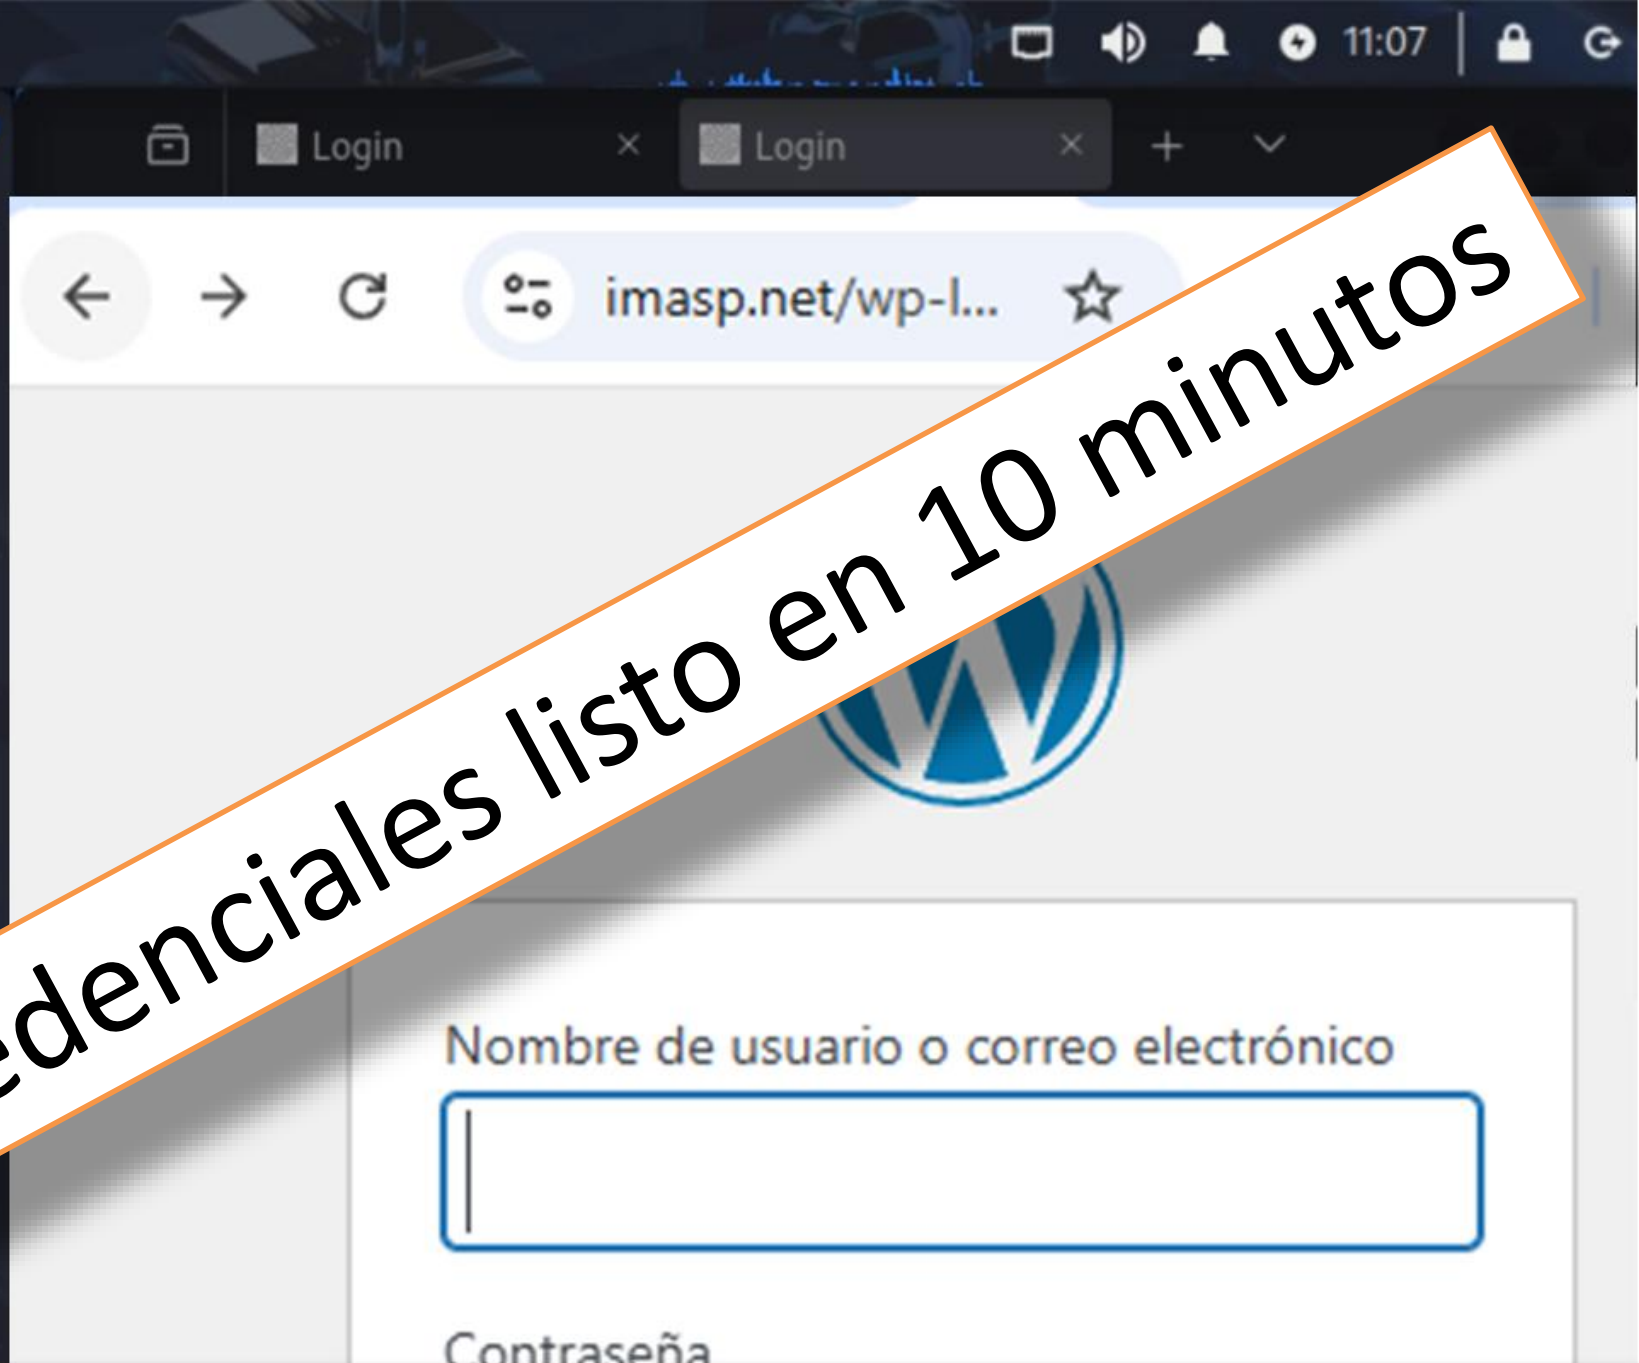 11:07
Login
Login
imasp.net/wp-l...
edenciales listo en 10 minutos
Nombre de usuario o correo electrónico
Contraseña